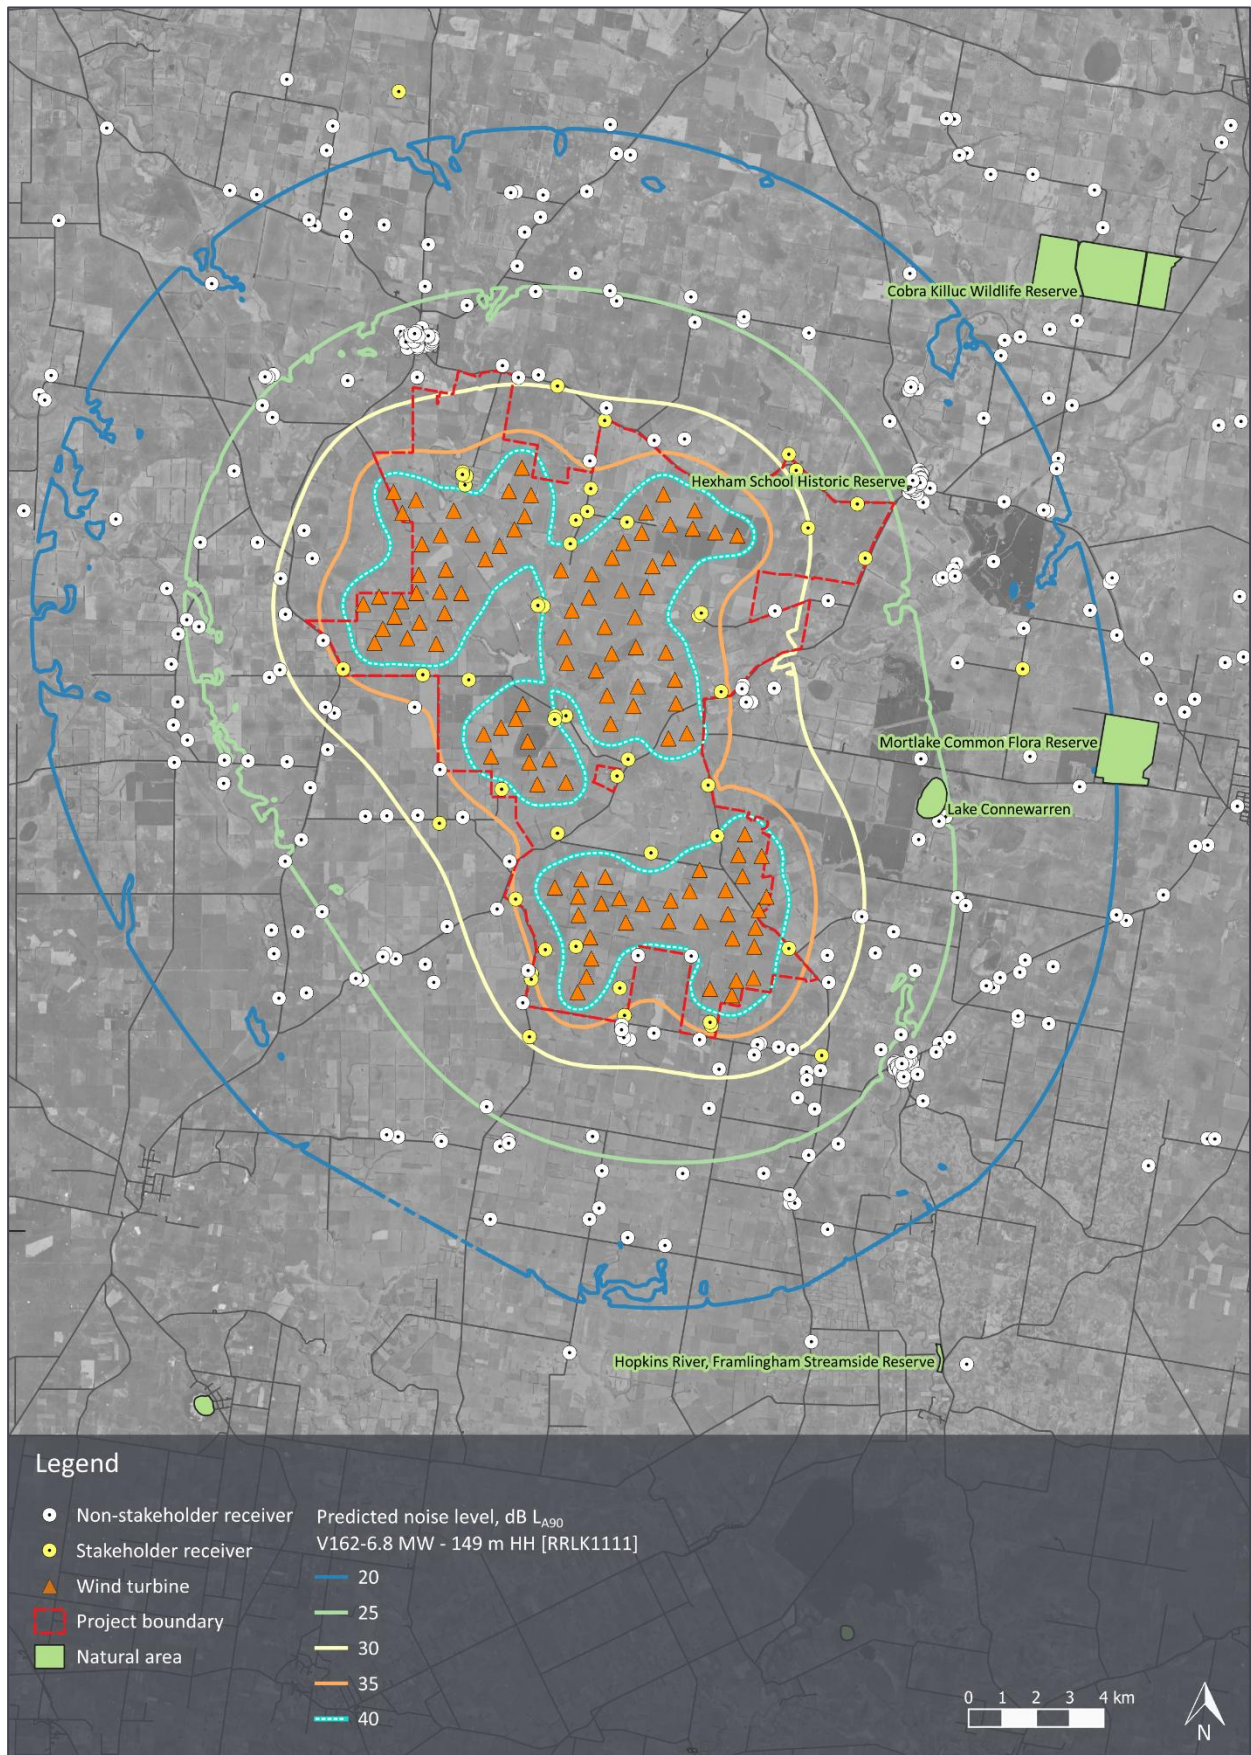 Cobra Killuc Wildlife Reserve
Hexham School Historic Reserve
Mortlake Common Flora Reserve
Lake Connewarren
Hopkins River, Framlingham Streamside Reserve
Legend
Non-stakeholder receiver
Stakeholder receiver
Wind turbine
Project boundary
Natural area
Predicted noise level, dB LA90
V162-6.8 MW - 149 m HH [RRLK1111]
20
25
30
35
40
0 1 2 3 4 km
N